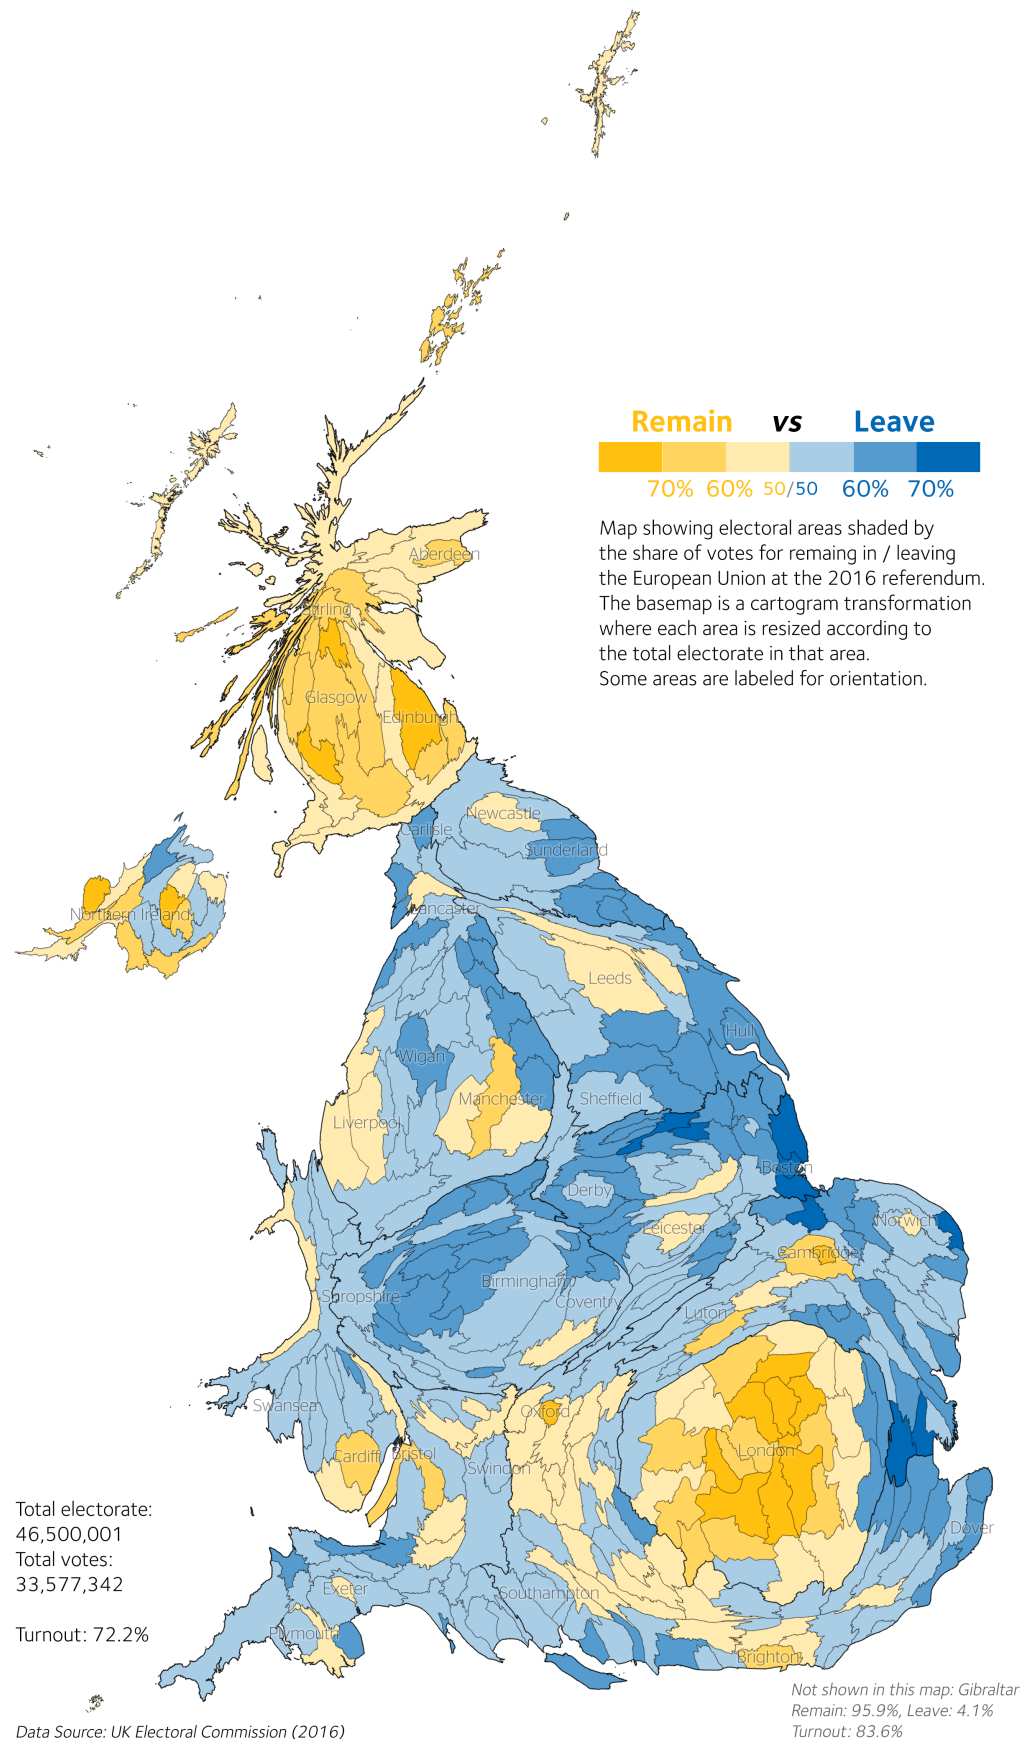 Remain vs Leave
70% 60% 50/50 60% 70%
Map showing electoral areas shaded by
the share of votes for remaing in / leaving
the European Union at the 2016 referendum.
The basemap is a cartogram transformation
where each area is resized according to
the total electorate in that area.
Some areas are labeled for orientation.
Aberdeen
Stirling
Glasgow
Edinburgh
Newcastle
Carlisle
Sunderland
Northern Ireland
Lancaster
Leeds
Hull
Wigan
Manchester
Sheffield
Liverpool
Boston
Derby
Norwich
Leicester
Cambridge
Birmingham
Shropshire
Coventry
Luton
Swansea
Oxford
London
Cardiff
Bristol
Swindon
Dover
Exeter
Southampton
Plymouth
Brighton
Total electorate:
46,500,001
Total votes:
33,577,342
Turnout: 72.2%
Not shown in this map: Gibraltar
Remain: 95.9%, Leave: 4.1%
Turnout: 83.6%
Data Source: UK Electoral Commission (2016)